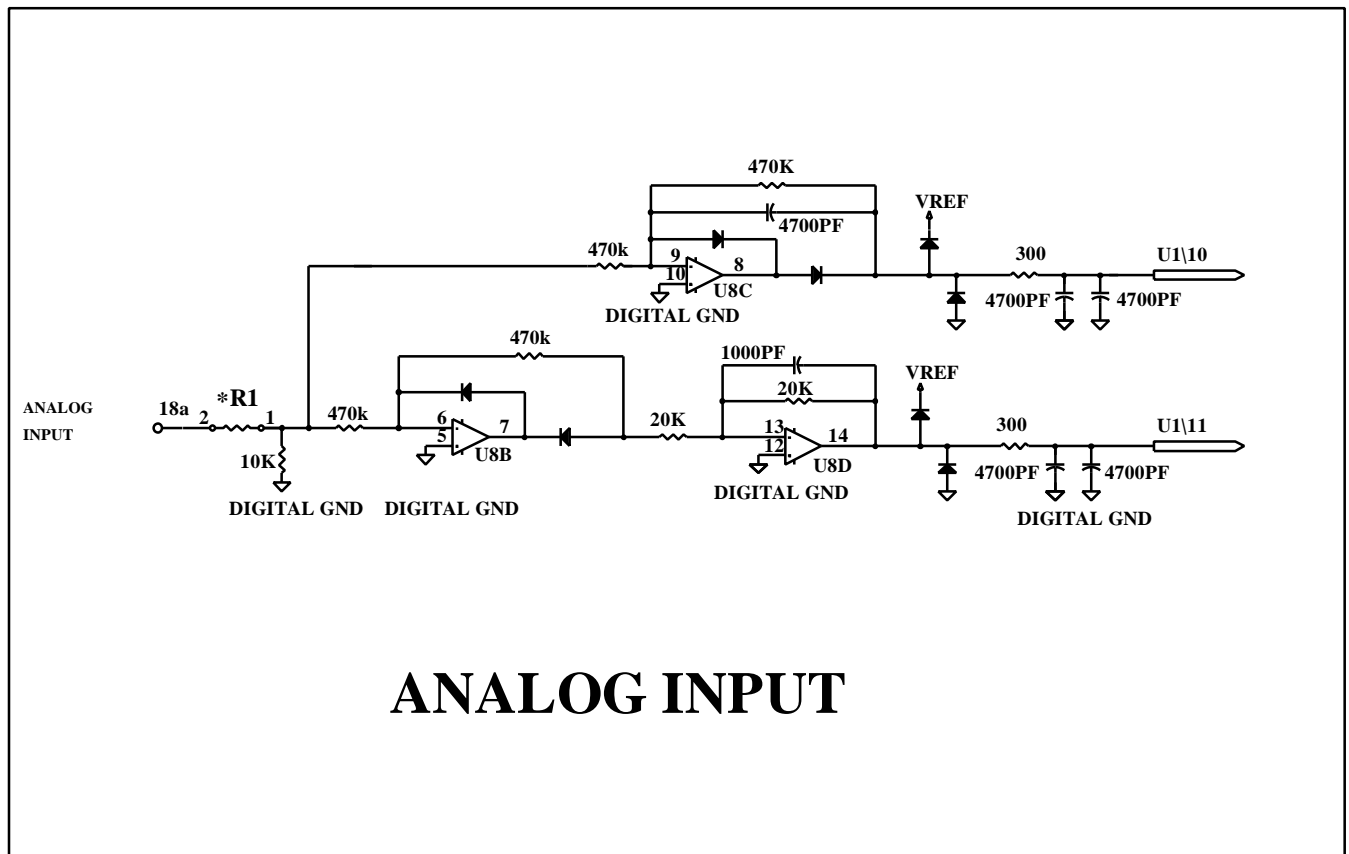 470K
4700PF
VREF
470k
9
8
10
U8C
300
U1\10
4700PF
4700PF
DIGITAL GND
470k
1000PF
20K
VREF
ANALOG
INPUT
18a
2
*R1
1
470k
6
5
7
U8B
20K
13
12
14
U8D
300
U1\11
10K
4700PF
4700PF
DIGITAL GND
DIGITAL GND
DIGITAL GND
DIGITAL GND
ANALOG INPUT